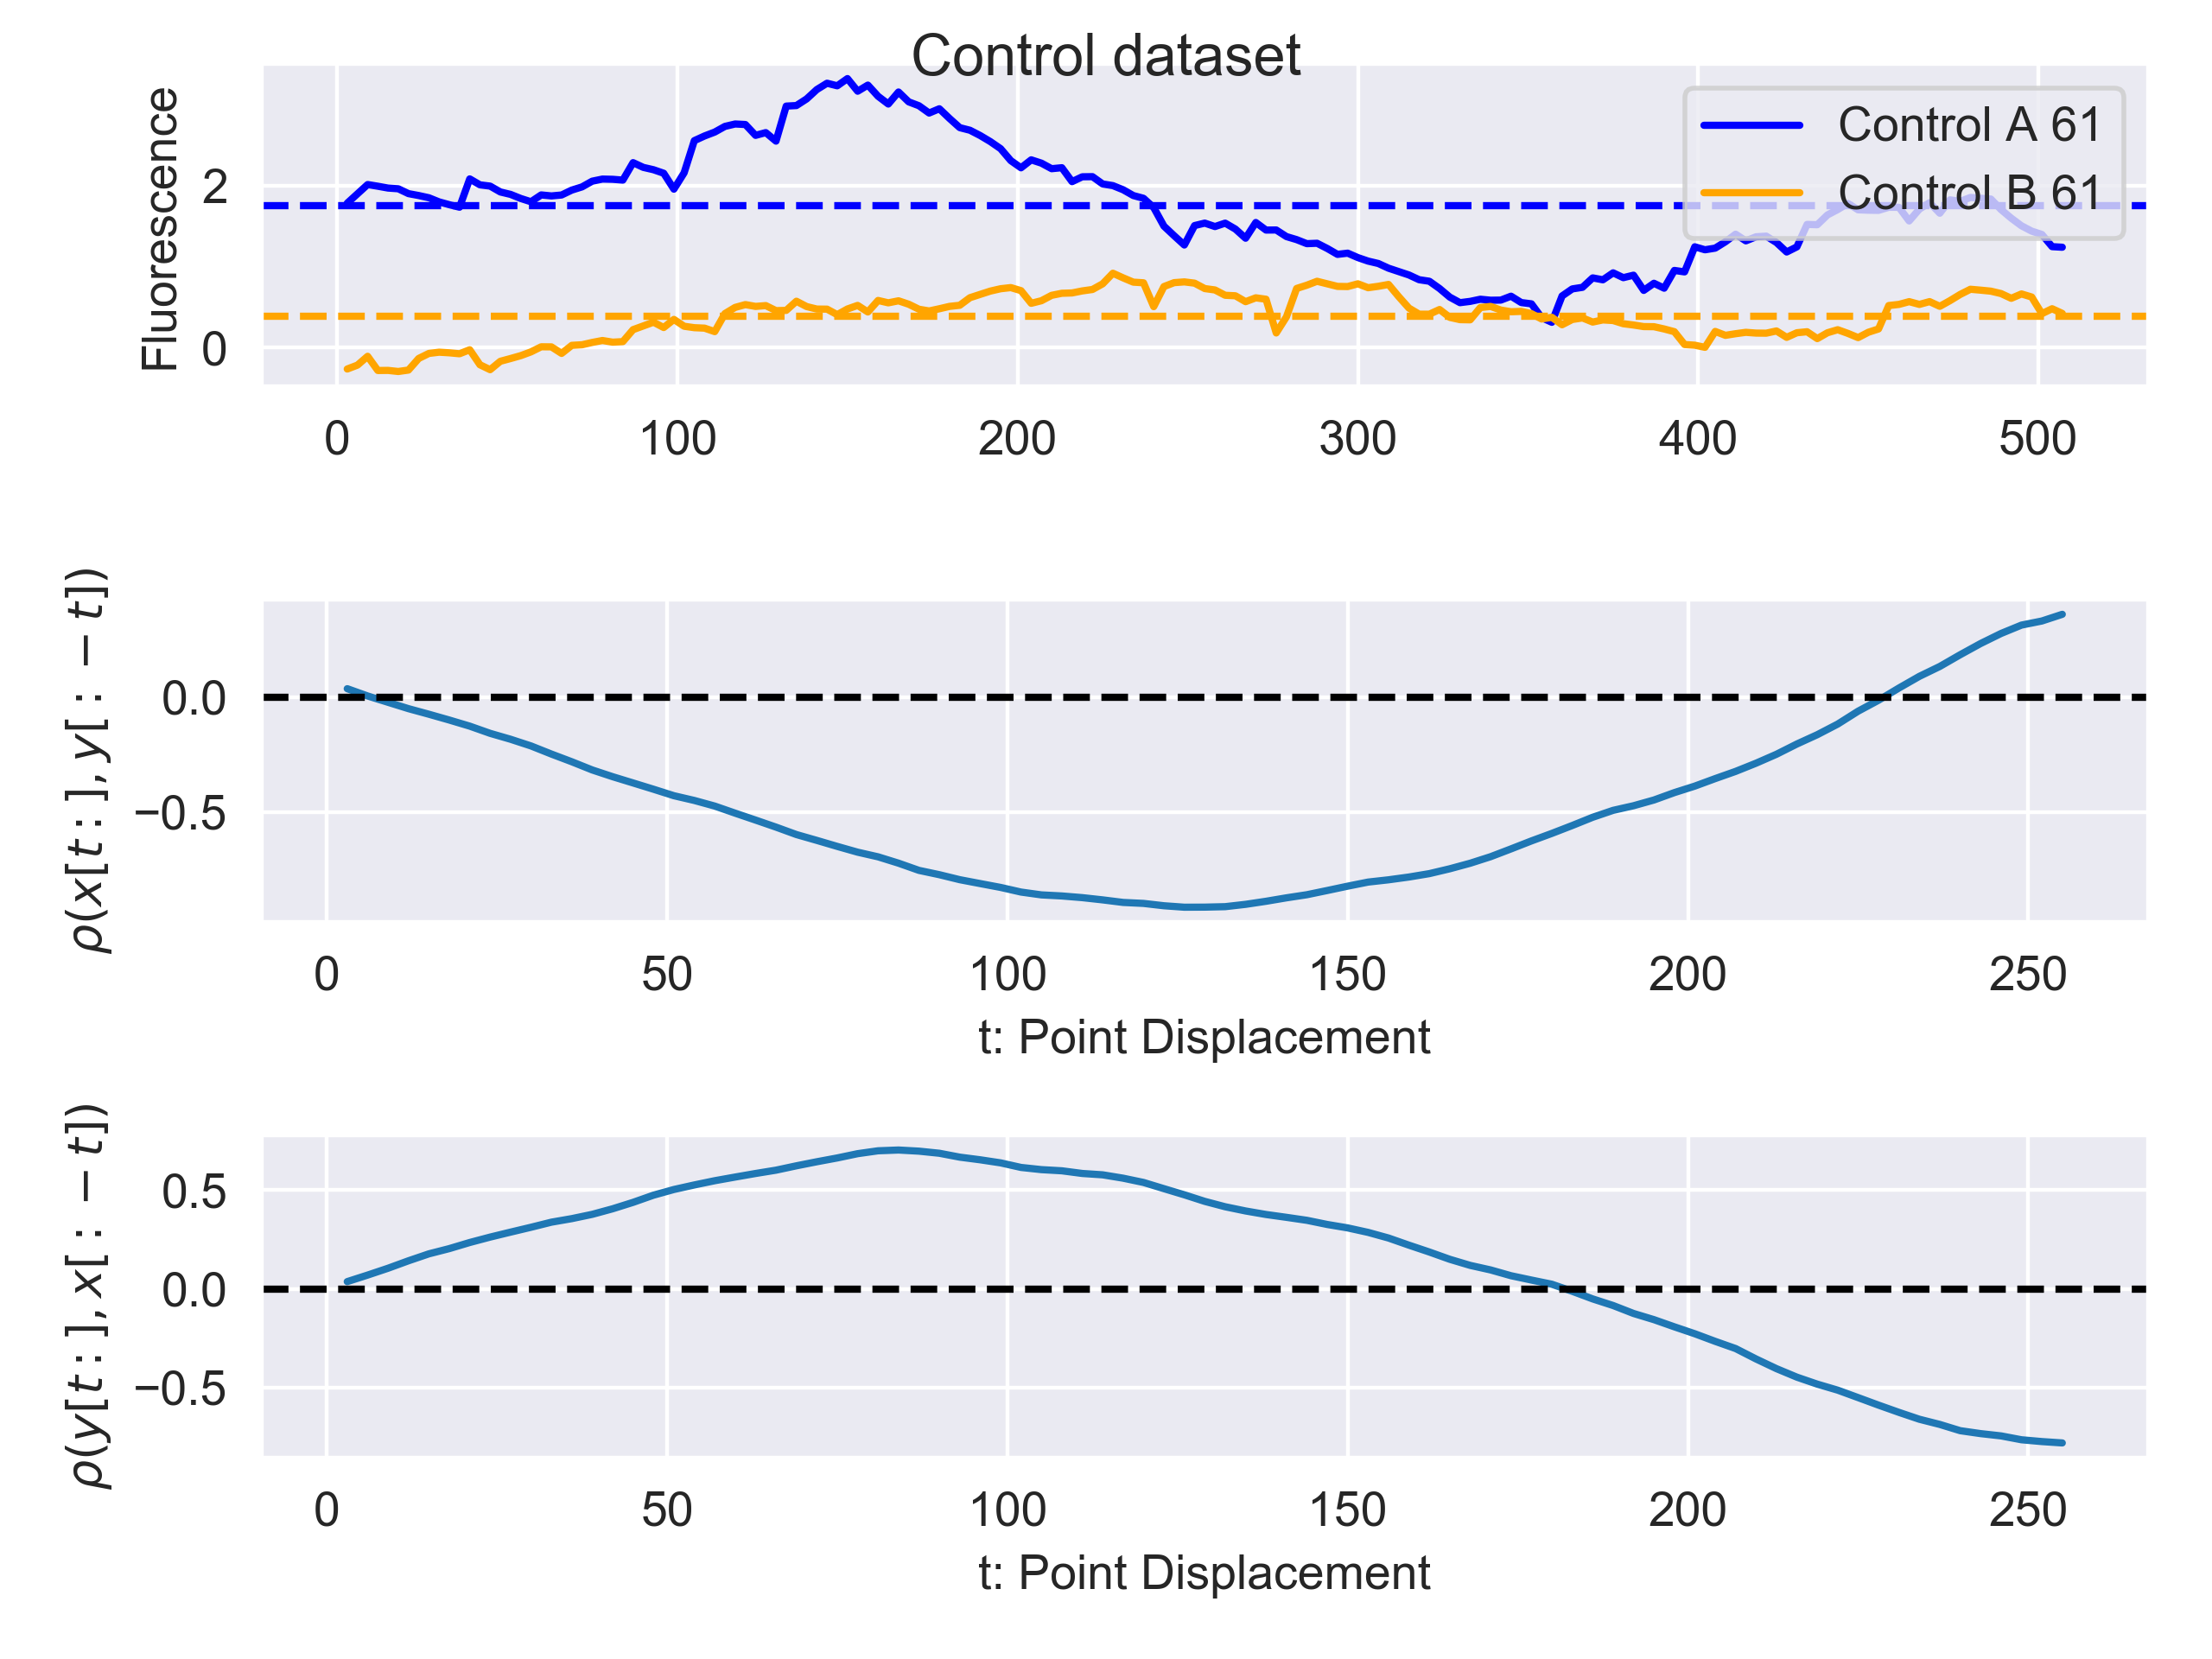 Control dataset
Fluorescence
2
0
Control A 61
Control B 61
0 100 200 300 400 500
ρ(x[t:], y[: − t])
0.0
−0.5
0 50 100 150 200 250
t: Point Displacement
ρ(y[t:], x[: − t])
0.5
0.0
−0.5
0 50 100 150 200 250
t: Point Displacement